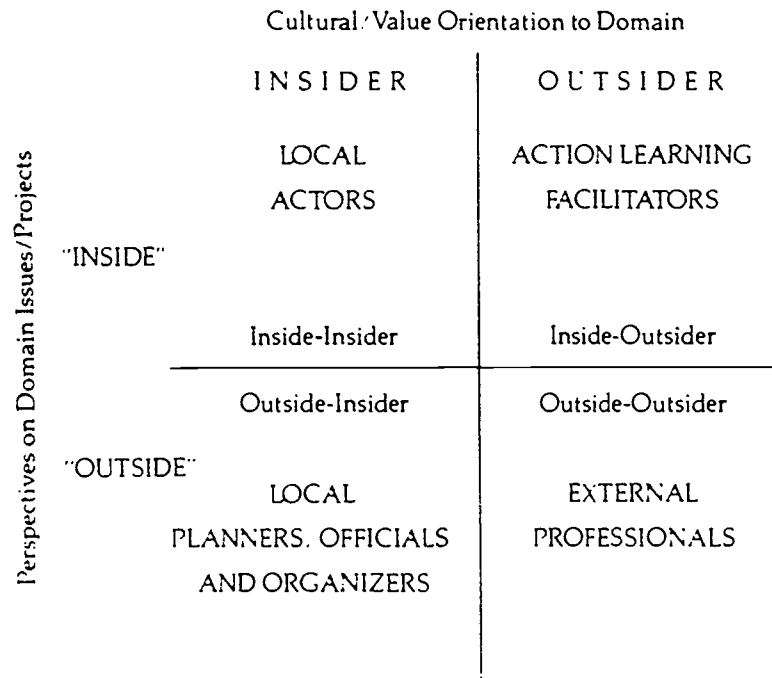 Cultural/Value Orientation to Domain
INSIDER OUTSIDER
LOCAL ACTION LEARNING
ACTORS FACILITATORS
Perspectives on Domain Issues/Projects
"INSIDE"
Inside-Insider Inside-Outsider
Outside-Insider Outside-Outsider
"OUTSIDE"
LOCAL EXTERNAL
PLANNERS, OFFICIALS PROFESSIONALS
AND ORGANIZERS